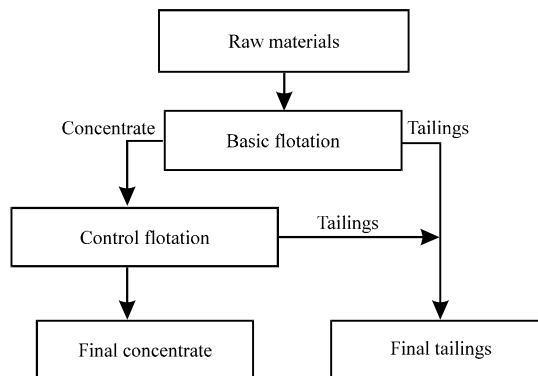 Raw materials
Concentrate
Tailings
Basic flotation
Control flotation
Tailings
Final concentrate
Final tailings